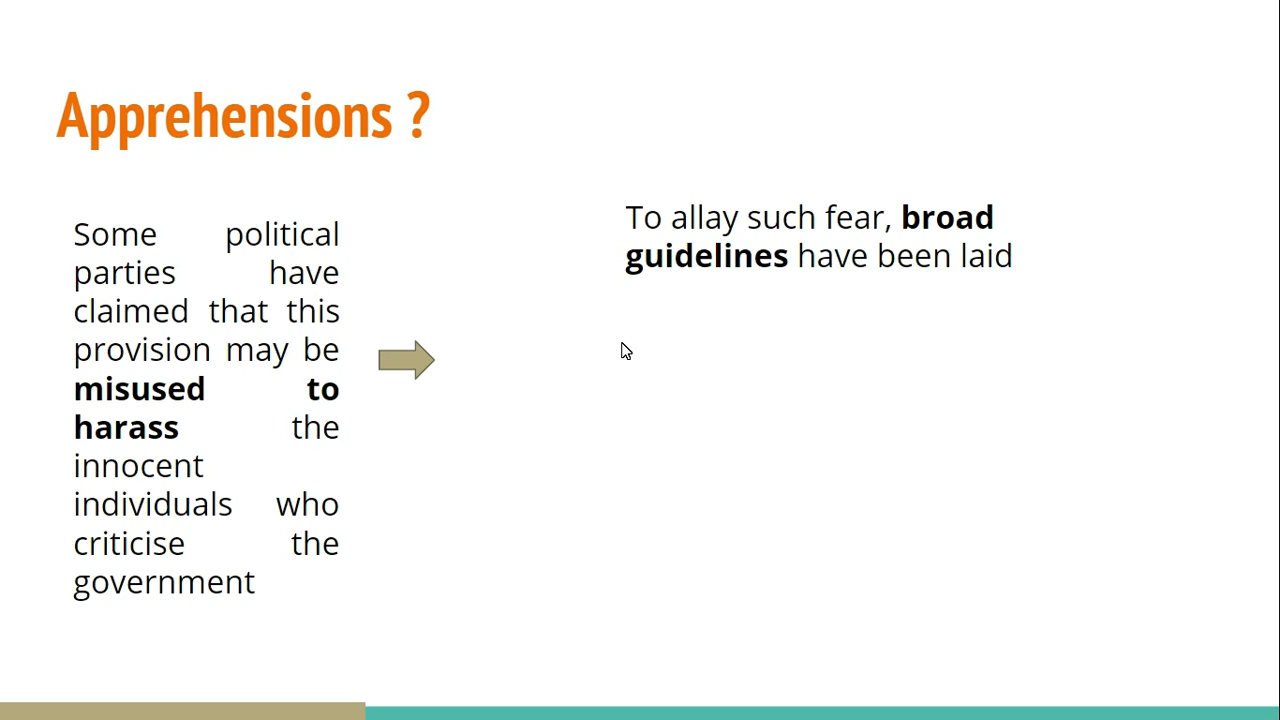 Apprehensions ?
Some political
parties have
claimed that this
provision may be
misused to
harass the
innocent
individuals who
criticise the
government
To allay such fear, broad
guidelines have been laid